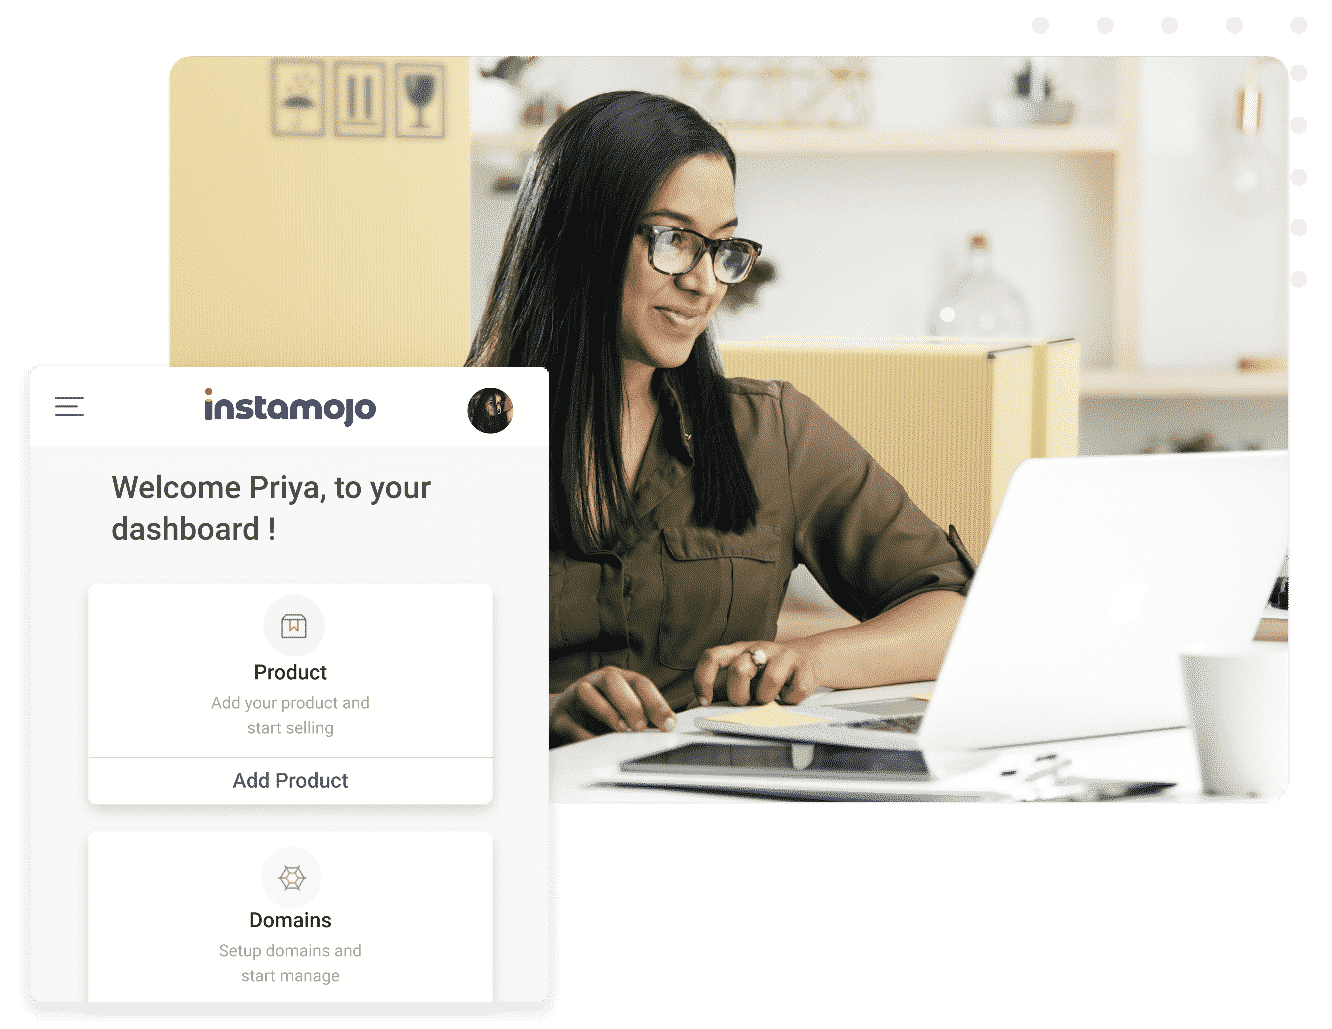 instamojo
Welcome Priya, to your
dashboard !
Product
Add your product and
start selling
Add Product
Domains
Setup domains and
start manage